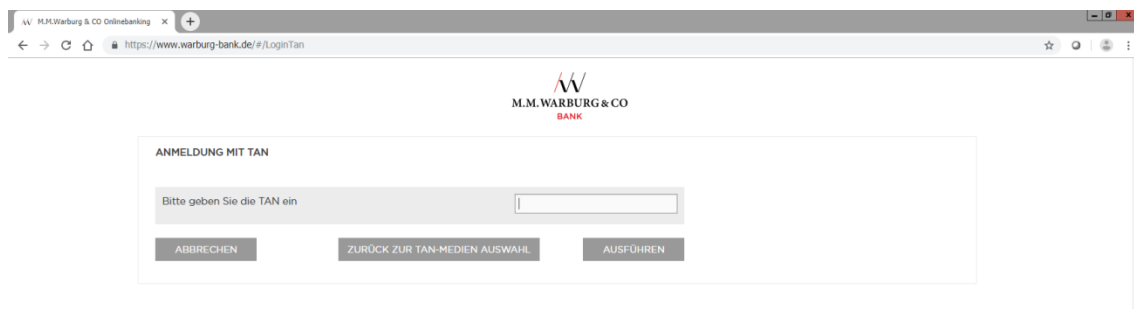 M.M.Warburg & CO Onlinebanking
https://www.warburg-bank.de/#/LoginTan
M.M.WARBURG & CO
BANK
ANMELDUNG MIT TAN
Bitte geben Sie die TAN ein
ABBRECHEN ZURÜCK ZUR TAN-MEDIEN AUSWAHL AUSFÜHREN